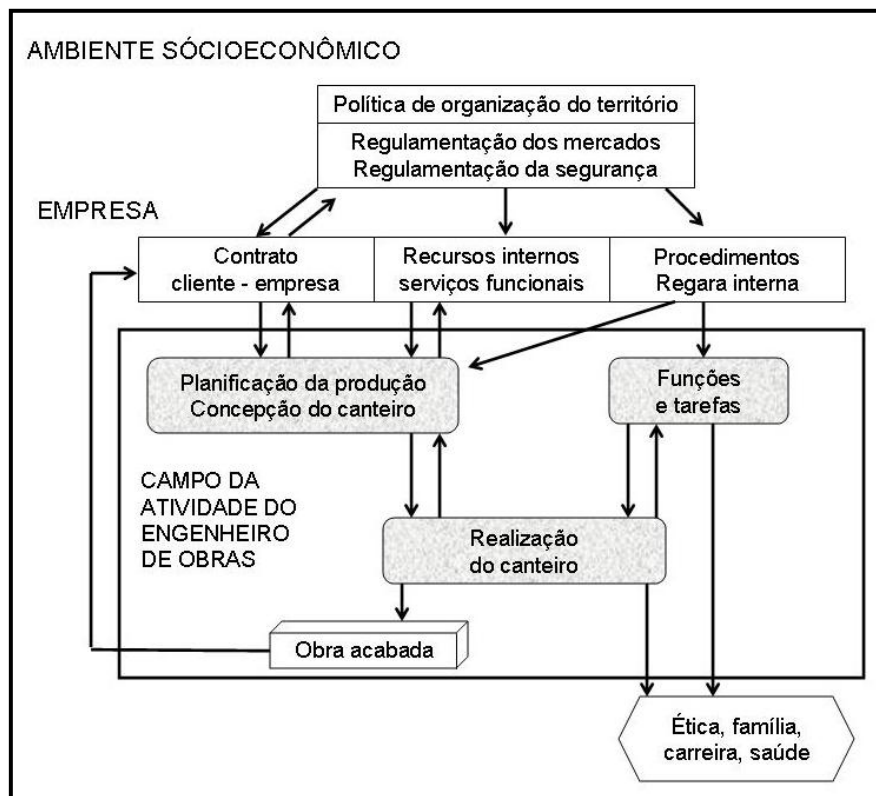 AMBIENTE SÓCIOECONÔMICO
Política de organização do território
Regulamentação dos mercados
Regulamentação da segurança
EMPRESA
Contrato
cliente - empresa
Recursos internos
serviços funcionais
Procedimentos
Regara interna
Planificação da produção
Concepção do canteiro
Funções
e tarefas
CAMPO DA
ATIVIDADE DO
ENGENHEIRO
DE OBRAS
Realização
do canteiro
Obra acabada
Ética, família,
carreira, saúde